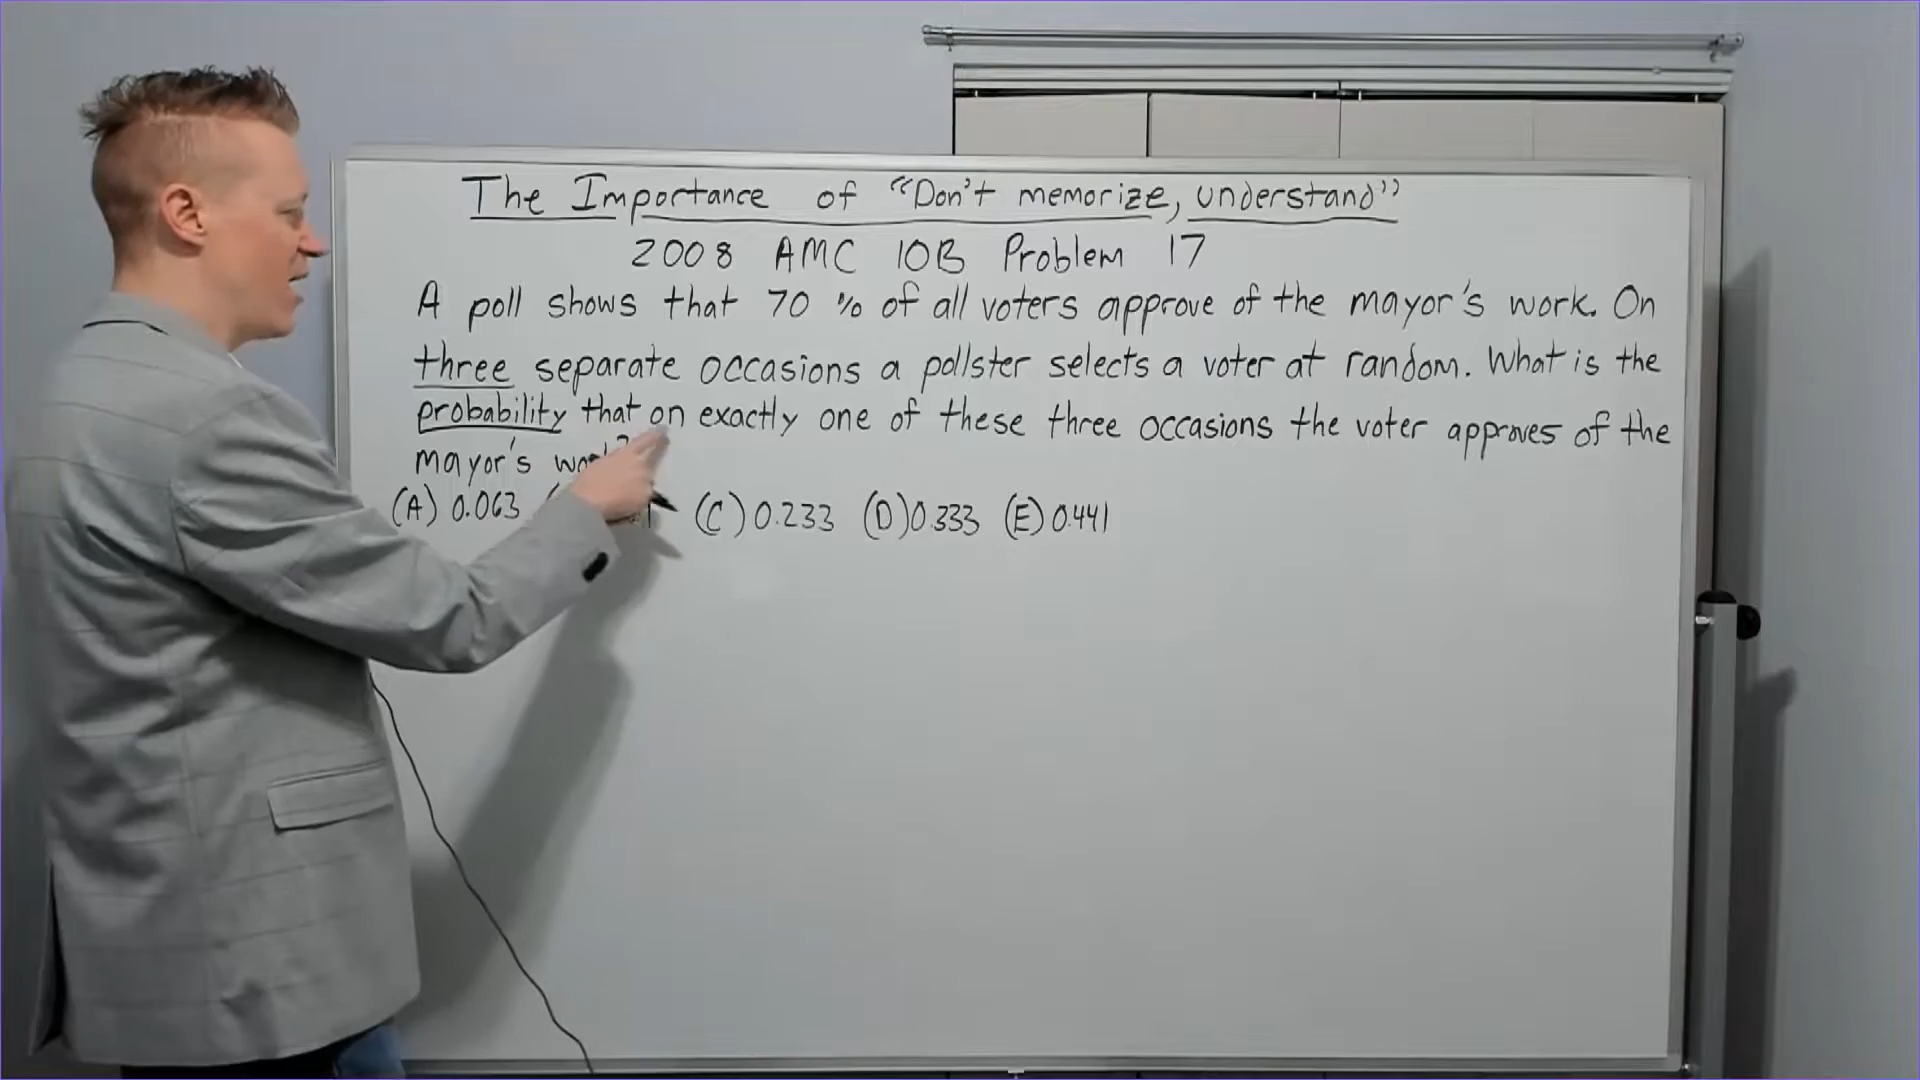 The Importance of "Don't memorize, understand"
2008 AMC 10B Problem 17
A poll shows that 70 % of all voters approve of the mayor's work. On
three separate occasions a pollster selects a voter at random. What is the
probability that on exactly one of these three occasions the voter approves of the
mayor's
(A) 0.063 (C) 0.233 (D) 0.333 (E) 0.441